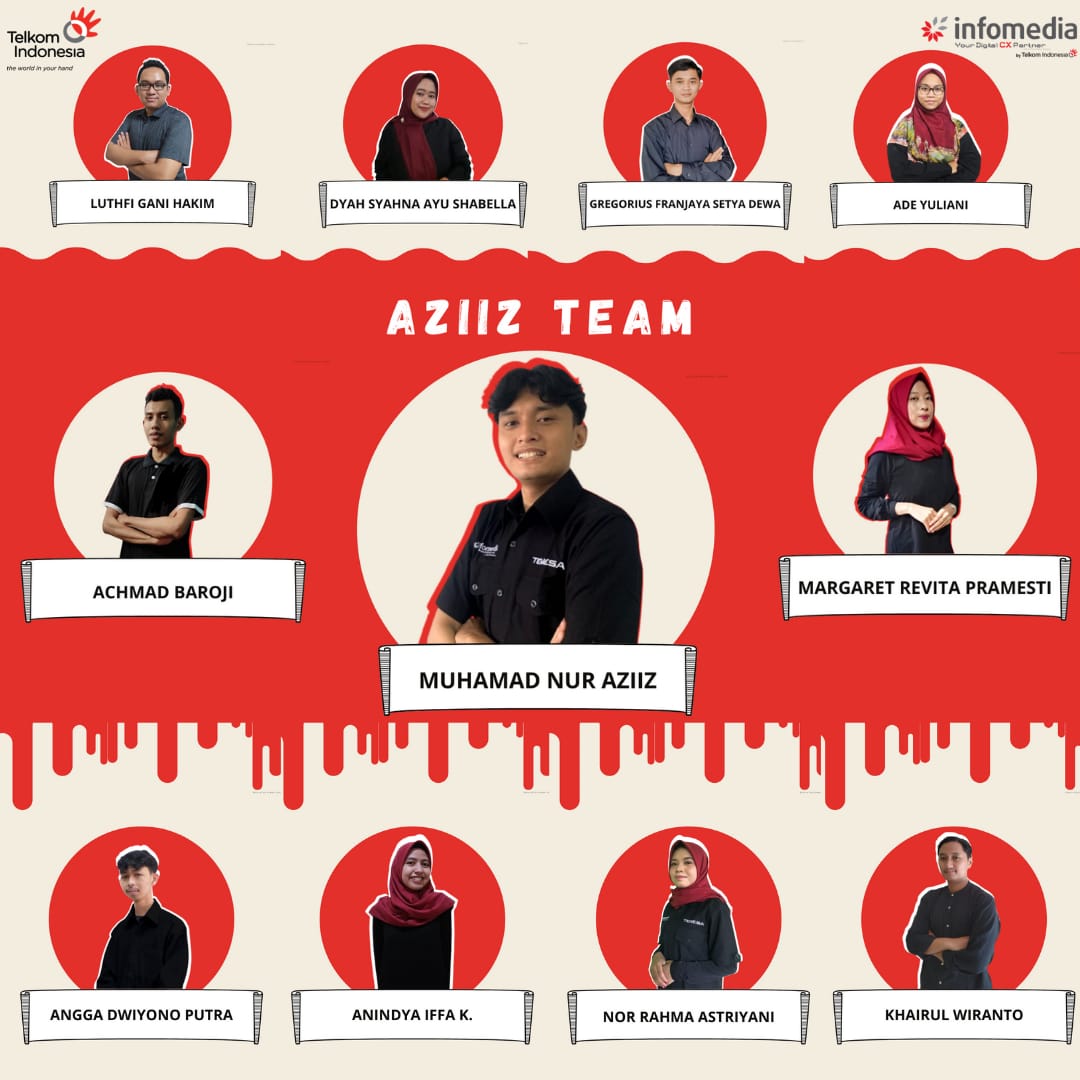 Telkom
Indonesia
the world in your hand
infomedia
Your Digital CX Partner
by Telkom Indonesia
LUTHFI GANI HAKIM
DYAH SYAHNA AYU SHABELLA
GREGORIUS FRANJAYA SETYA DEWA
ADE YULIANI
AZIIZ TEAM
infomedia
ACHMAD BAROJI
MARGARET REVITA PRAMESTI
MUHAMAD NUR AZIIZ
ANGGA DWIYONO PUTRA
ANINDYA IFFA K.
NOR RAHMA ASTRIYANI
KHAIRUL WIRANTO